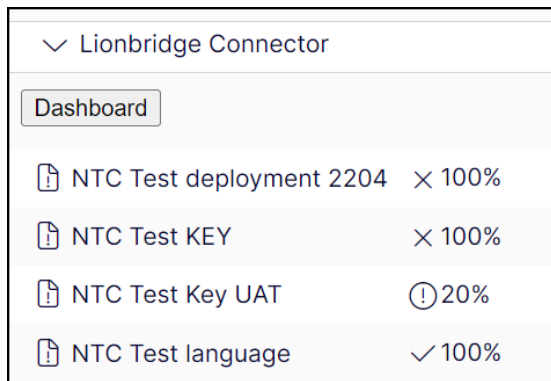 Lionbridge Connector
Dashboard
NTC Test deployment 2204 100%
NTC Test KEY 100%
NTC Test Key UAT 20%
NTC Test language 100%